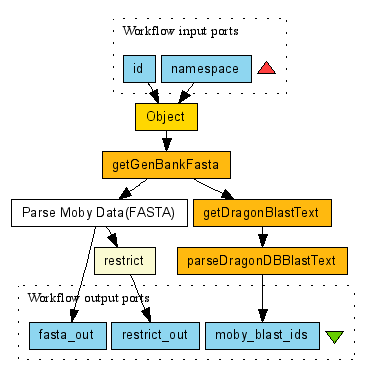 Workflow input ports
id
namespace
Object
getGenBankFasta
Parse Moby Data(FASTA)
getDragonBlastText
restrict
parseDragonDBBlastText
Workflow output ports
fasta_out
restrict_out
moby_blast_ids